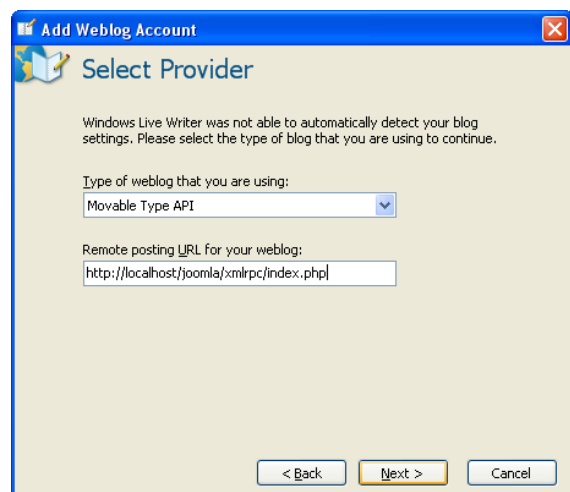 Add Weblog Account
Select Provider
Windows Live Writer was not able to automatically detect your blog
settings. Please select the type of blog that you are using to continue.
Type of weblog that you are using:
Movable Type API
Remote posting URL for your weblog:
http://localhost/joomla/xmlrpc/index.php
< Back Next > Cancel